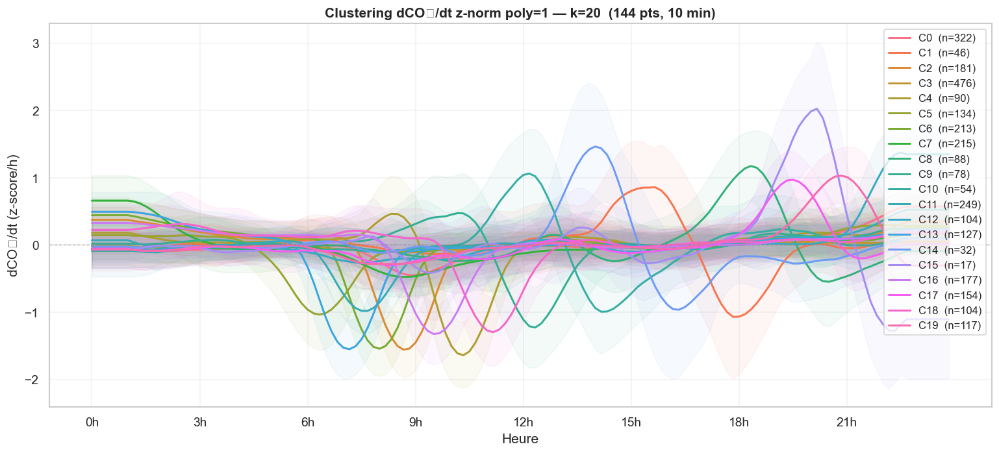 Clustering dCO□/dt z-norm poly=1 — k=20  (144 pts, 10 min)
dCO□/dt (z-score/h)
3
2
1
0
−1
−2
0h
3h
6h
9h
12h
15h
18h
21h
Heure
C0  (n=322)
C1  (n=46)
C2  (n=181)
C3  (n=476)
C4  (n=90)
C5  (n=134)
C6  (n=213)
C7  (n=215)
C8  (n=88)
C9  (n=78)
C10  (n=54)
C11  (n=249)
C12  (n=104)
C13  (n=127)
C14  (n=32)
C15  (n=17)
C16  (n=177)
C17  (n=154)
C18  (n=104)
C19  (n=117)